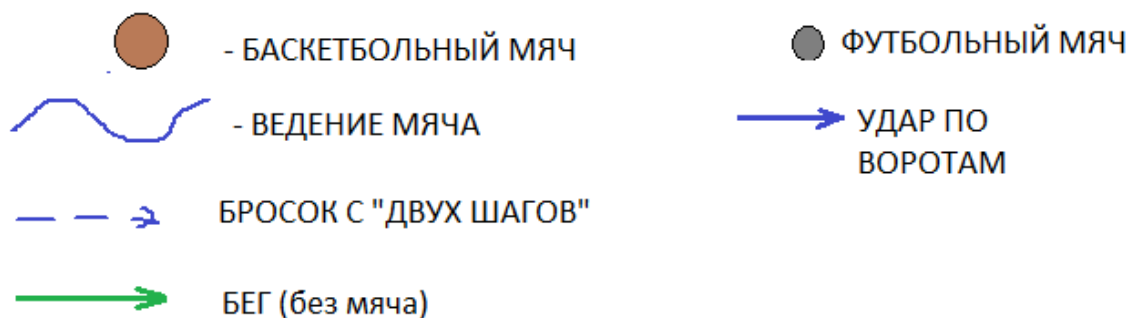 - БАСКЕТБОЛЬНЫЙ МЯЧ
ФУТБОЛЬНЫЙ МЯЧ
- ВЕДЕНИЕ МЯЧА
УДАР ПО
ВОРОТАМ
БРОСОК С "ДВУХ ШАГОВ"
БЕГ (без мяча)